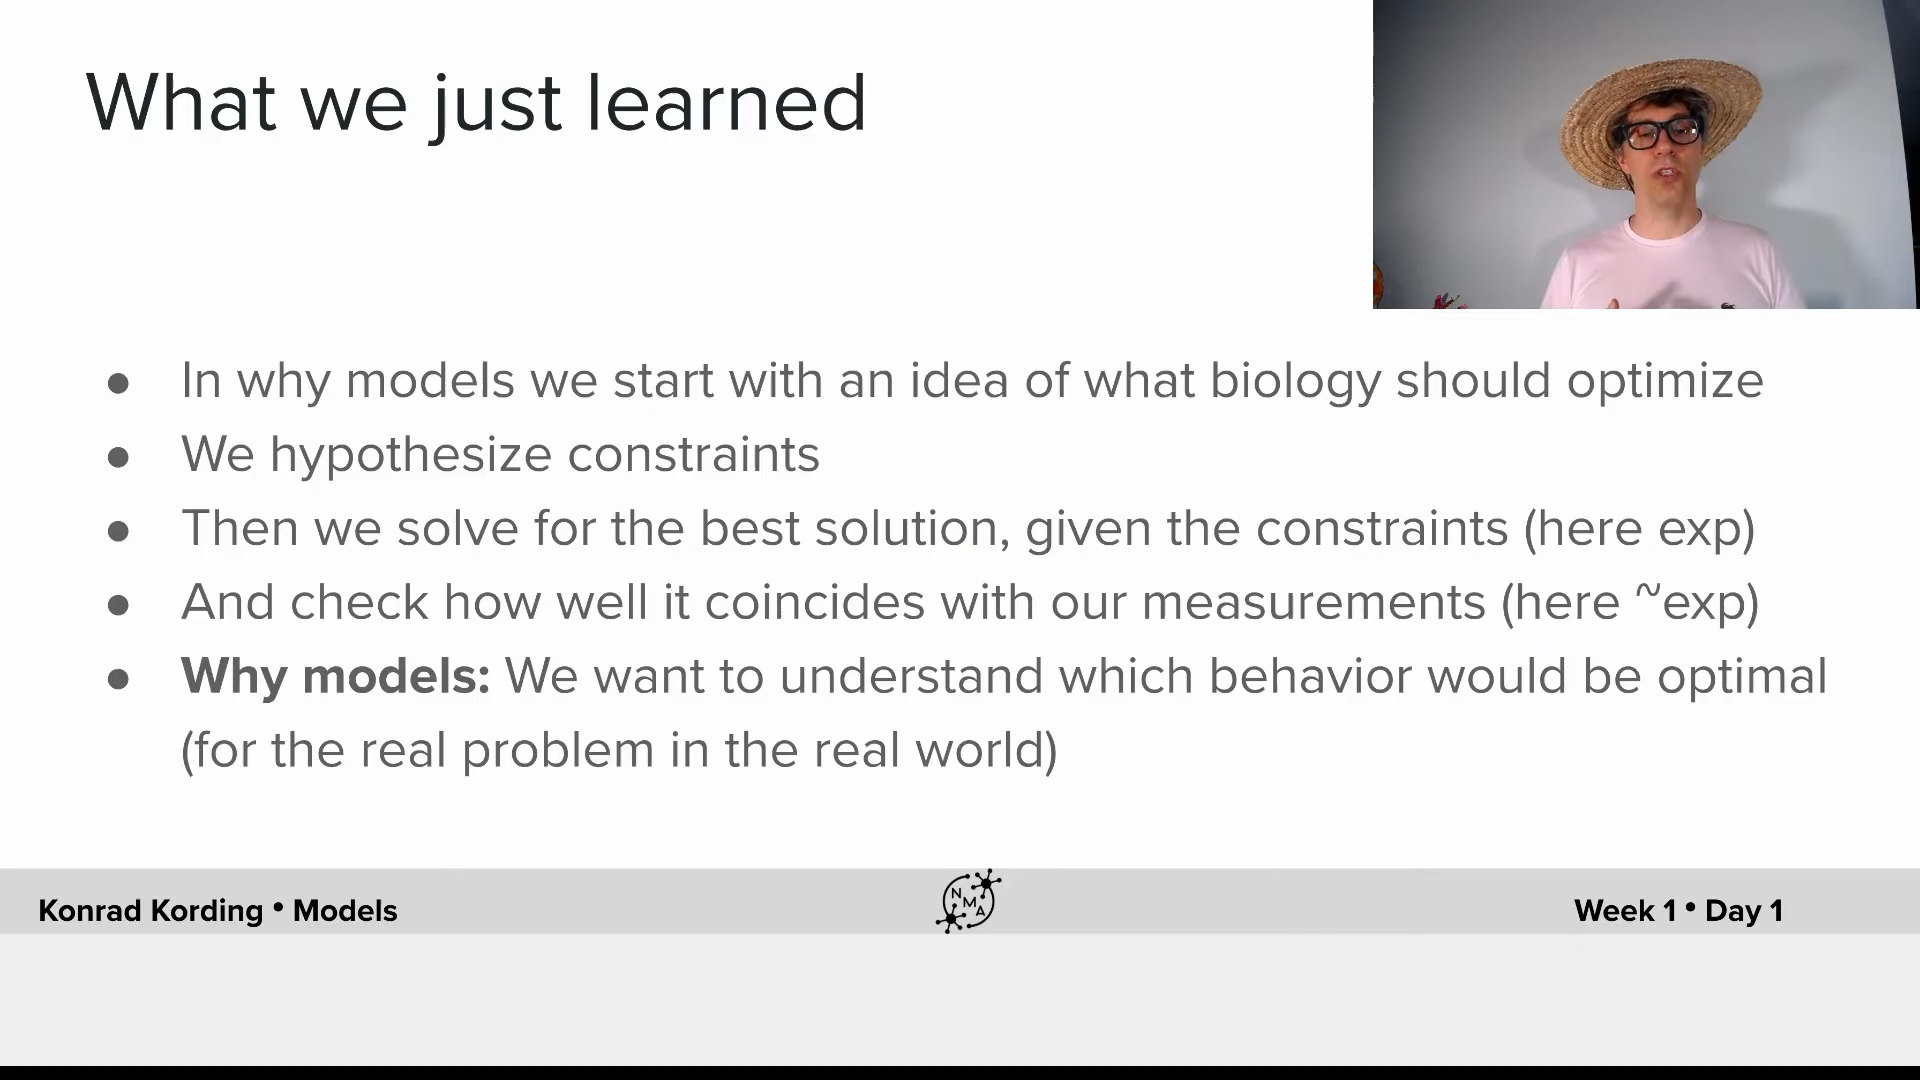 What we just learned
● In why models we start with an idea of what biology should optimize
● We hypothesize constraints
● Then we solve for the best solution, given the constraints (here exp)
● And check how well it coincides with our measurements (here ~exp)
● Why models: We want to understand which behavior would be optimal
(for the real problem in the real world)
Konrad Kording • Models
NMA
Week 1 • Day 1